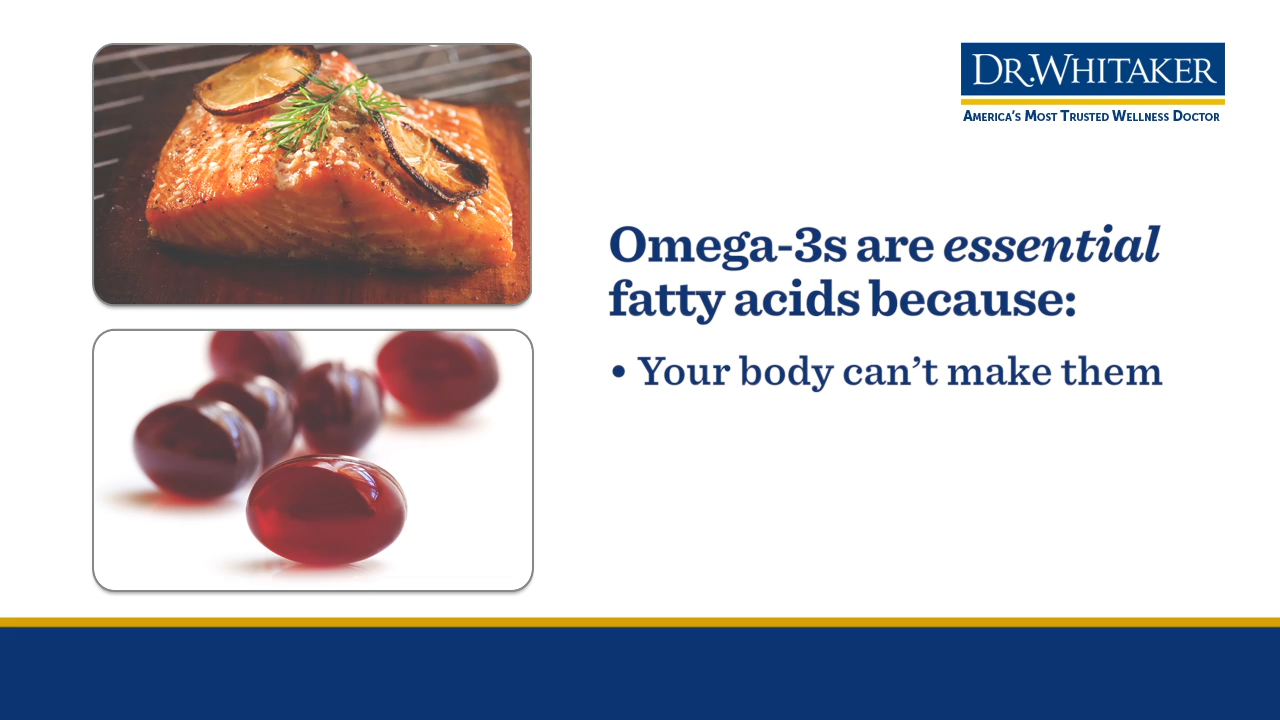 DR.WHITAKER
AMERICA'S MOST TRUSTED WELLNESS DOCTOR
Omega-3s are essential
fatty acids because:
• Your body can’t make them